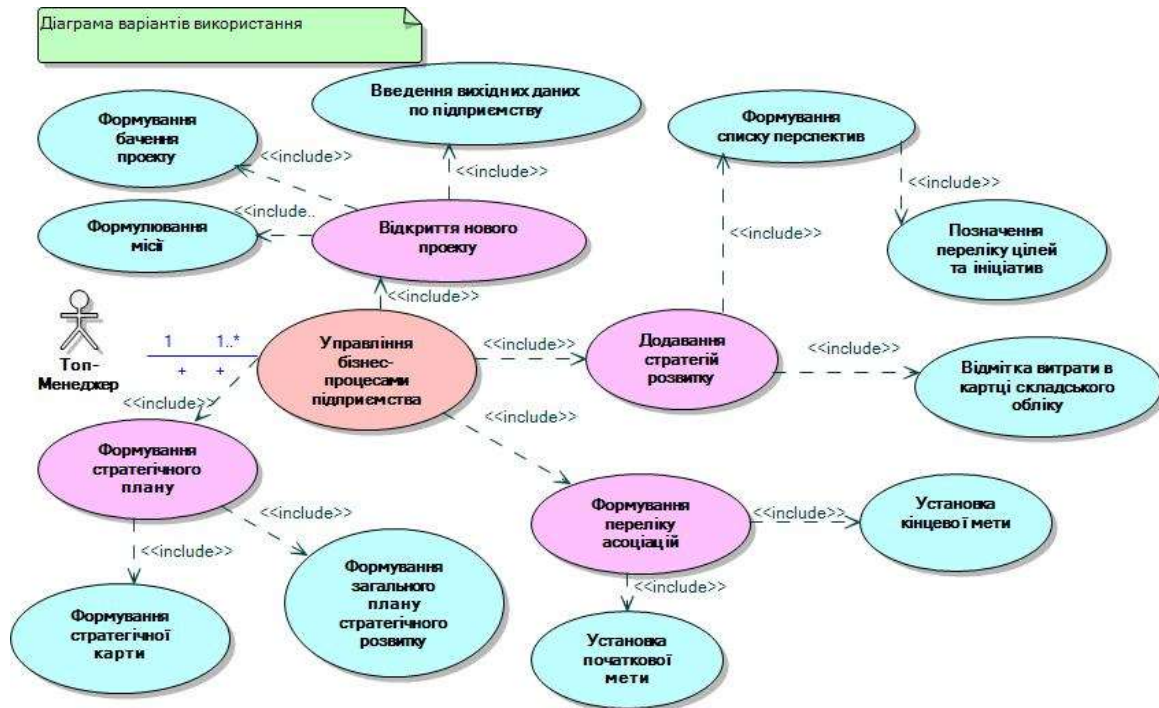 Діаграма варіантів використання
Введення вихідних даних
по підприємству
Формування
бачення
проекту
<<include>>
<<include>>
Формування
списку перспектив
<<include>>
Формулювання
місії
<<include..
Відкриття нового
проекту
<<include>>
Позначення
переліку цілей
та ініціатив
<<include>>
Топ-
Менеджер
1
1..*
+
+
Управління
бізнес-
процесами
підприємства
<<include>>
Додавання
стратегій
розвитку
<<include>>
Відмітка витрати в
картці складського
обліку
<<include>>
Формування
стратегічного
плану
<<include>>
Формування
переліку
асоціацій
<<include>>
Установка
кінцевої мети
<<include>>
<<include>>
<<include>>
Формування
стратегічної
карти
Формування
загального
плану
стратегічного
розвитку
Установка
початкової
мети